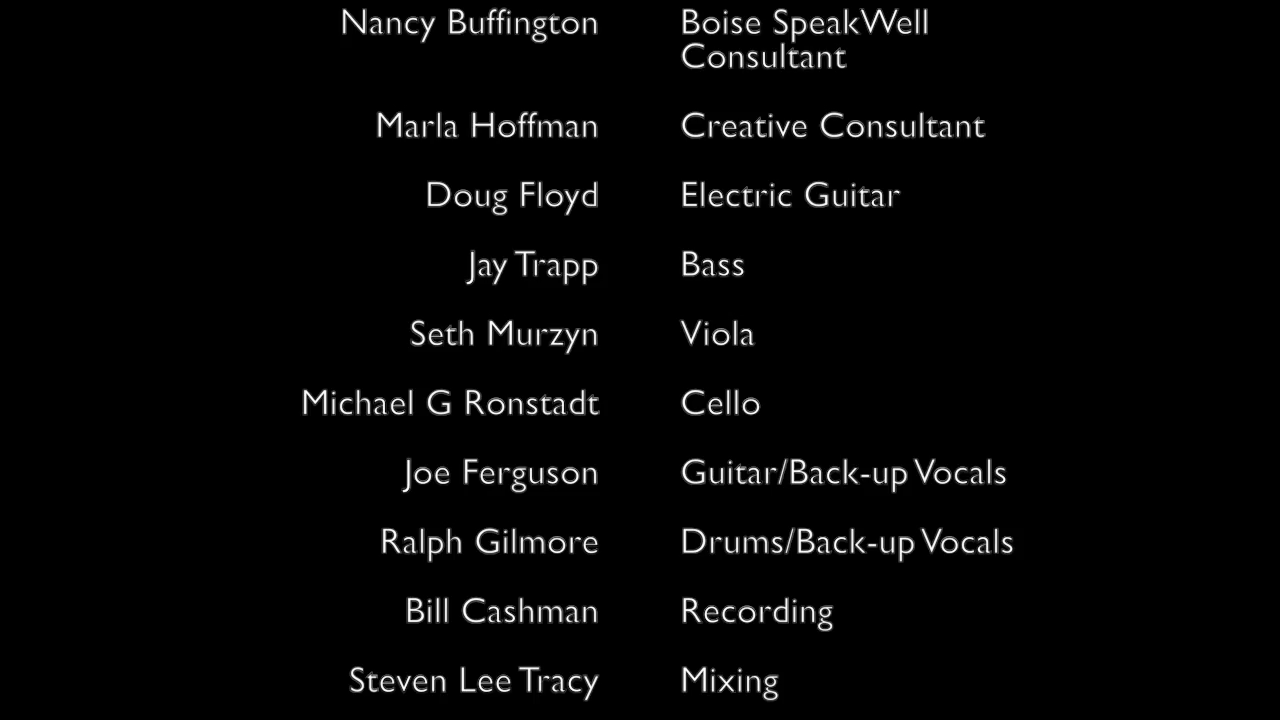 Nancy Buffington Boise SpeakWell
Consultant
Marla Hoffman Creative Consultant
Doug Floyd Electric Guitar
Jay Trapp Bass
Seth Murzyn Viola
Michael G Ronstadt Cello
Joe Ferguson Guitar/Back-up Vocals
Ralph Gilmore Drums/Back-up Vocals
Bill Cashman Recording
Steven Lee Tracy Mixing